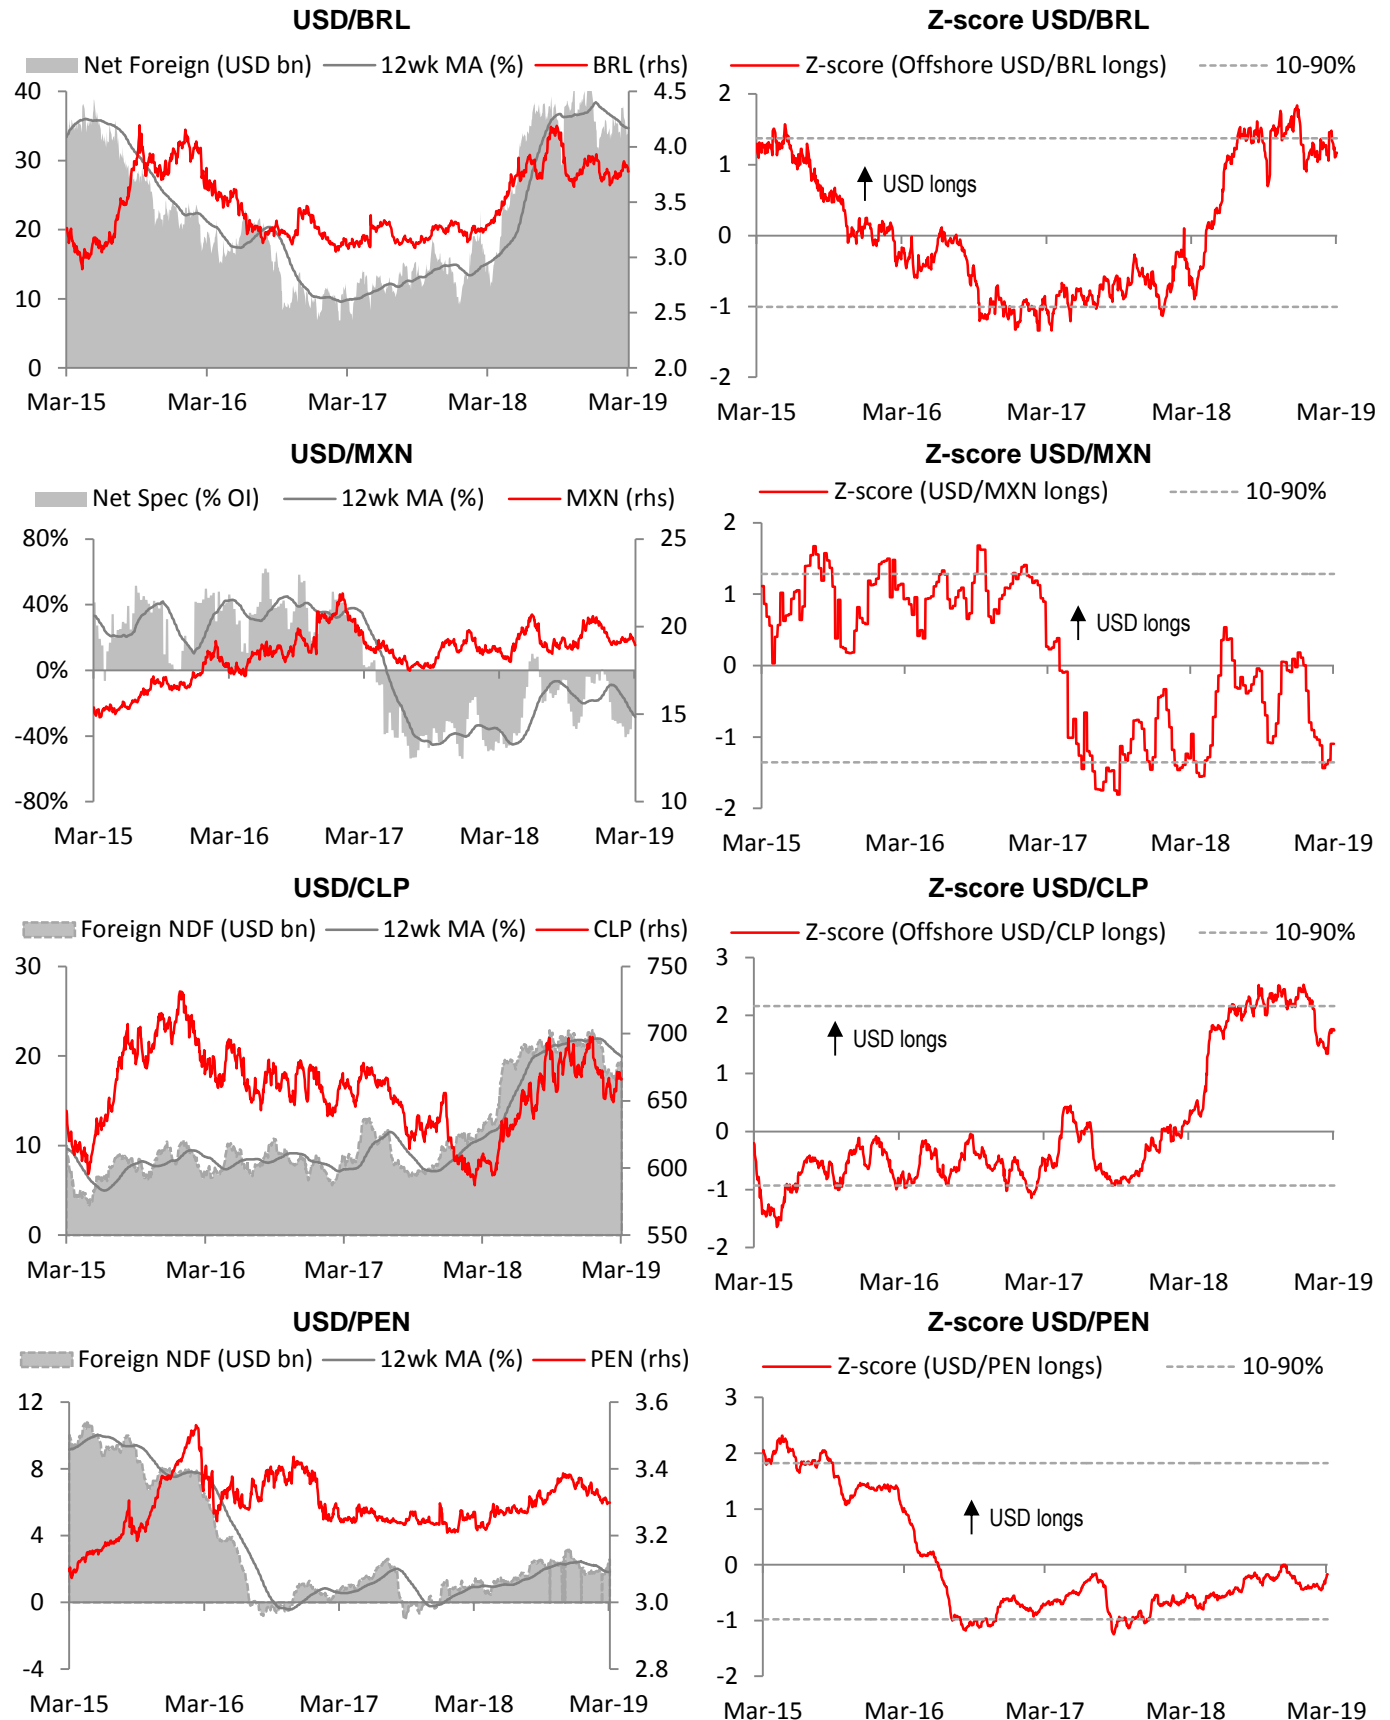 USD/BRL
Net Foreign (USD bn) 12wk MA (%) BRL (rhs)
40 4.5
30 4.0
3.5
20 3.0
10 2.5
0 2.0
Mar-15 Mar-16 Mar-17 Mar-18 Mar-19
Z-score USD/BRL
Z-score (Offshore USD/BRL longs) 10-90%
2
1
USD longs
0
-1
-2
Mar-15 Mar-16 Mar-17 Mar-18 Mar-19
USD/MXN
Net Spec (% OI) 12wk MA (%) MXN (rhs)
80% 25
40% 20
0%
15
-40%
-80% 10
Mar-15 Mar-16 Mar-17 Mar-18 Mar-19
Z-score USD/MXN
Z-score (USD/MXN longs) 10-90%
2
1
USD longs
0
-1
-2
Mar-15 Mar-16 Mar-17 Mar-18 Mar-19
USD/CLP
Foreign NDF (USD bn) 12wk MA (%) CLP (rhs)
30 750
700
20
650
10
600
0 550
Mar-15 Mar-16 Mar-17 Mar-18 Mar-19
Z-score USD/CLP
Z-score (Offshore USD/CLP longs) 10-90%
3
2
USD longs
1
0
-1
-2
Mar-15 Mar-16 Mar-17 Mar-18 Mar-19
USD/PEN
Foreign NDF (USD bn) 12wk MA (%) PEN (rhs)
12 3.6
8 3.4
4 3.2
0 3.0
-4 2.8
Mar-15 Mar-16 Mar-17 Mar-18 Mar-19
Z-score USD/PEN
Z-score (USD/PEN longs) 10-90%
3
2
1
USD longs
0
-1
-2
Mar-15 Mar-16 Mar-17 Mar-18 Mar-19